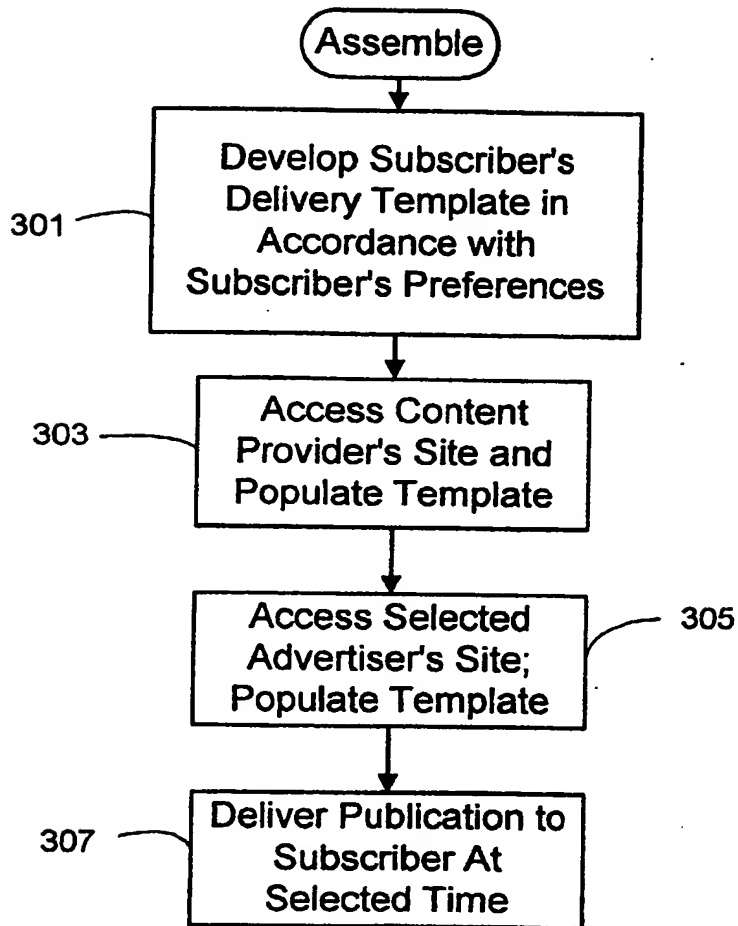 Assemble
301
Develop Subscriber's
Delivery Template in
Accordance with
Subscriber's Preferences
303
Access Content
Provider's Site and
Populate Template
305
Access Selected
Advertiser's Site;
Populate Template
307
Deliver Publication to
Subscriber At
Selected Time